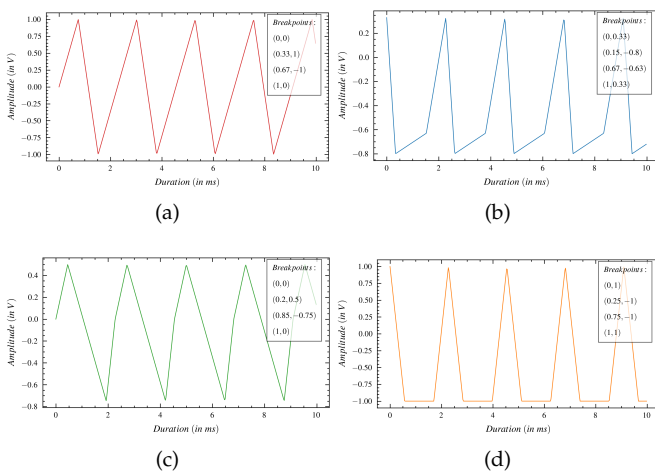 1.00
0.75
0.50
0.25
0.00
−0.25
−0.50
−0.75
−1.00
Amplitude (in V)
Breakpoints :
(0,0)
(0.33,1)
(0.67,−1)
(1,0)
0 2 4 6 8 10
Duration (in ms)
(a)
0.2
0.0
−0.2
−0.4
−0.6
−0.8
Amplitude (in V)
Breakpoints :
(0,0.33)
(0.15,−0.8)
(0.67,−0.63)
(1,0.33)
0 2 4 6 8 10
Duration (in ms)
(b)
0.4
0.2
0.0
−0.2
−0.4
−0.6
−0.8
Amplitude (in V)
Breakpoints :
(0,0)
(0.2,0.5)
(0.85,−0.75)
(1,0)
0 2 4 6 8 10
Duration (in ms)
(c)
1.00
0.75
0.50
0.25
0.00
−0.25
−0.50
−0.75
−1.00
Amplitude (in V)
Breakpoints :
(0,1)
(0.25,−1)
(0.75,−1)
(1,1)
0 2 4 6 8 10
Duration (in ms)
(d)